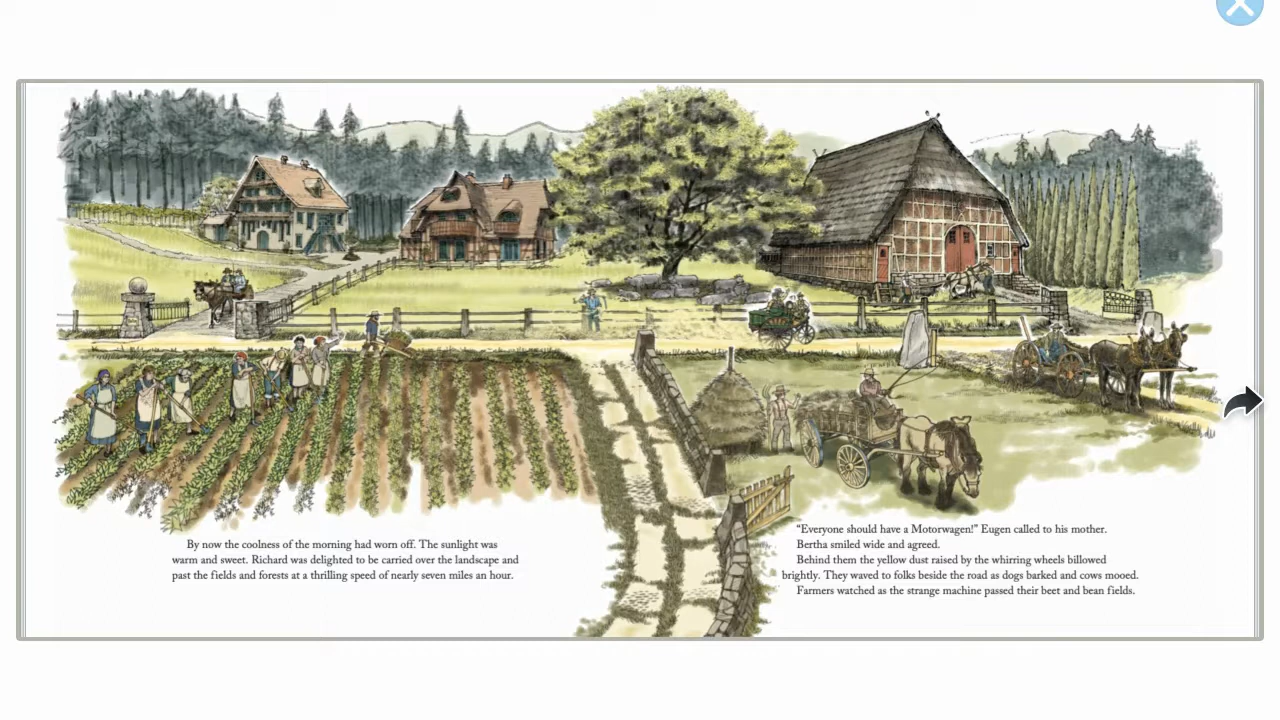 By now the coolness of the morning had worn off. The sunlight was
warm and sweet. Richard was delighted to be carried over the landscape and
past the fields and forests at a thrilling speed of nearly seven miles an hour.
“Everyone should have a Motorwagen!” Eugen called to his mother.
Bertha smiled wide and agreed.
Behind them the yellow dust raised by the whirring wheels billowed
brightly. They waved to folks beside the road as dogs barked and cows mooed.
Farmers watched as the strange machine passed their beet and bean fields.